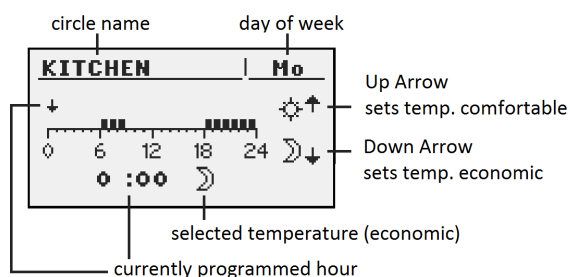 circle name
day of week
KITCHEN
Mo
Up Arrow
sets temp. comfortable
0 6 12 18 24
Down Arrow
sets temp. economic
0 :00
selected temperature (economic)
currently programmed hour